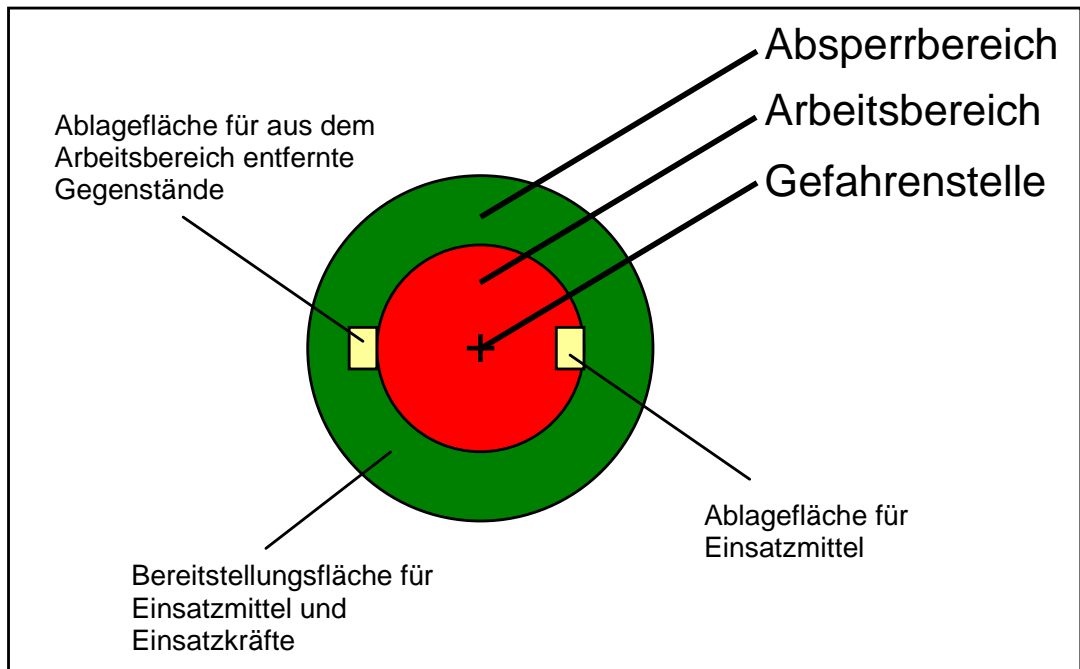 Absperrbereich
Arbeitsbereich
Gefahrenstelle
Ablagefläche für aus dem
Arbeitsbereich entfernte
Gegenstände
Ablagefläche für
Einsatzmittel
Bereitstellungsfläche für
Einsatzmittel und
Einsatzkräfte